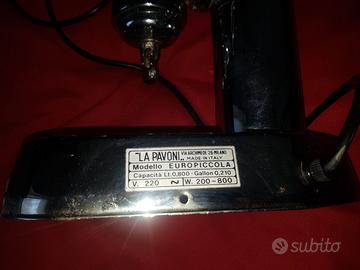 "LA PAVONI„ VIA ARCHIMEDE 26-MILANO
MADE IN ITALY
Modello EUROPICCOLA
Capacità Lt.0,800-Gallon 0,210
V. 220 ~ W. 200-800
subito